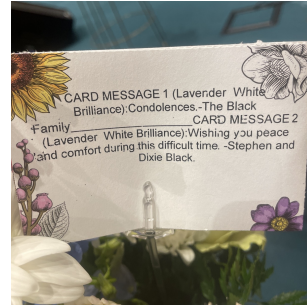 CARD MESSAGE 1 (Lavender White
Brilliance):Condolences.-The Black
Family____________________CARD MESSAGE 2
(Lavender White Brilliance):Wishing you peace
and comfort during this difficult time. -Stephen and
Dixie Black.